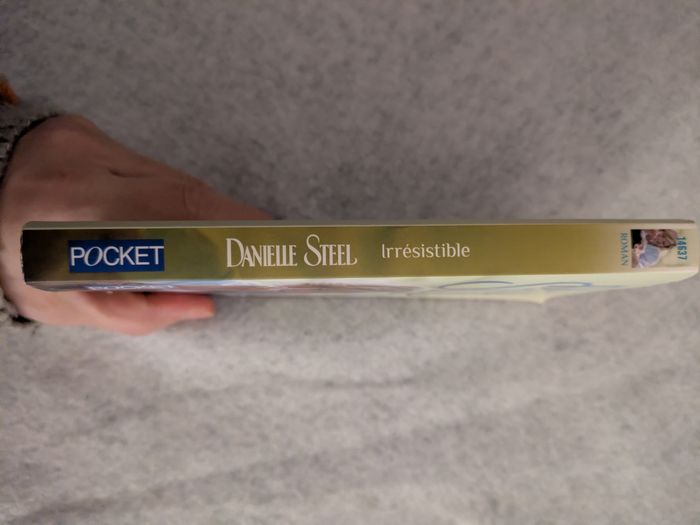 POCKET
DANIELLE STEEL
Irrésistible
ROMAN
14637